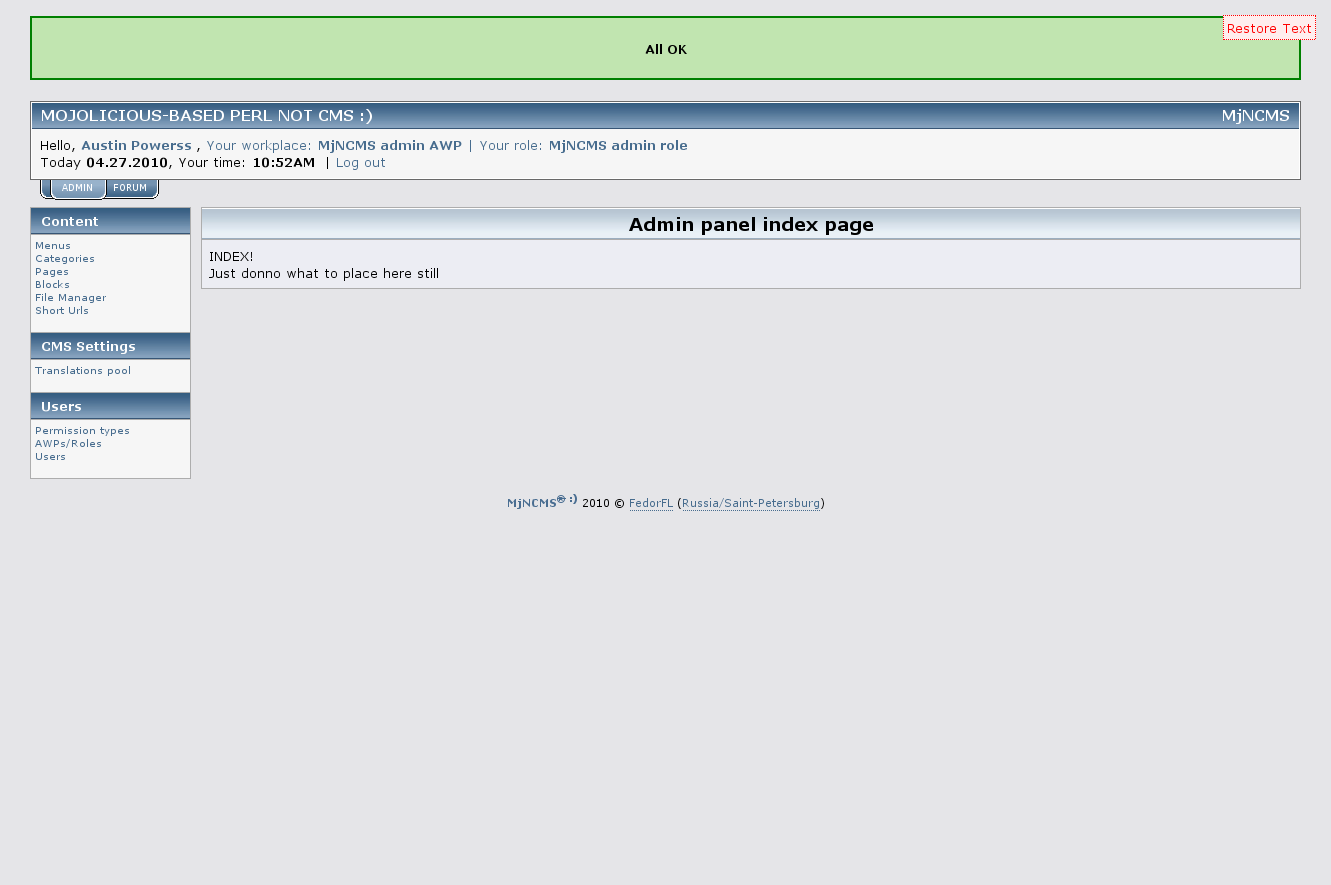 Restore Text
All OK
MOJOLICIOUS-BASED PERL NOT CMS :) MjNCMS
Hello, Austin Powerss , Your workplace: MjNCMS admin AWP | Your role: MjNCMS admin role
Today 04.27.2010, Your time: 10:52AM | Log out
ADMIN FORUM
Content
Menus
Categories
Pages
Blocks
File Manager
Short Urls
CMS Settings
Translations pool
Users
Permission types
AWPs/Roles
Users
Admin panel index page
INDEX!
Just donno what to place here still
MjNCMS® :) 2010 © FedorFL (Russia/Saint-Petersburg)